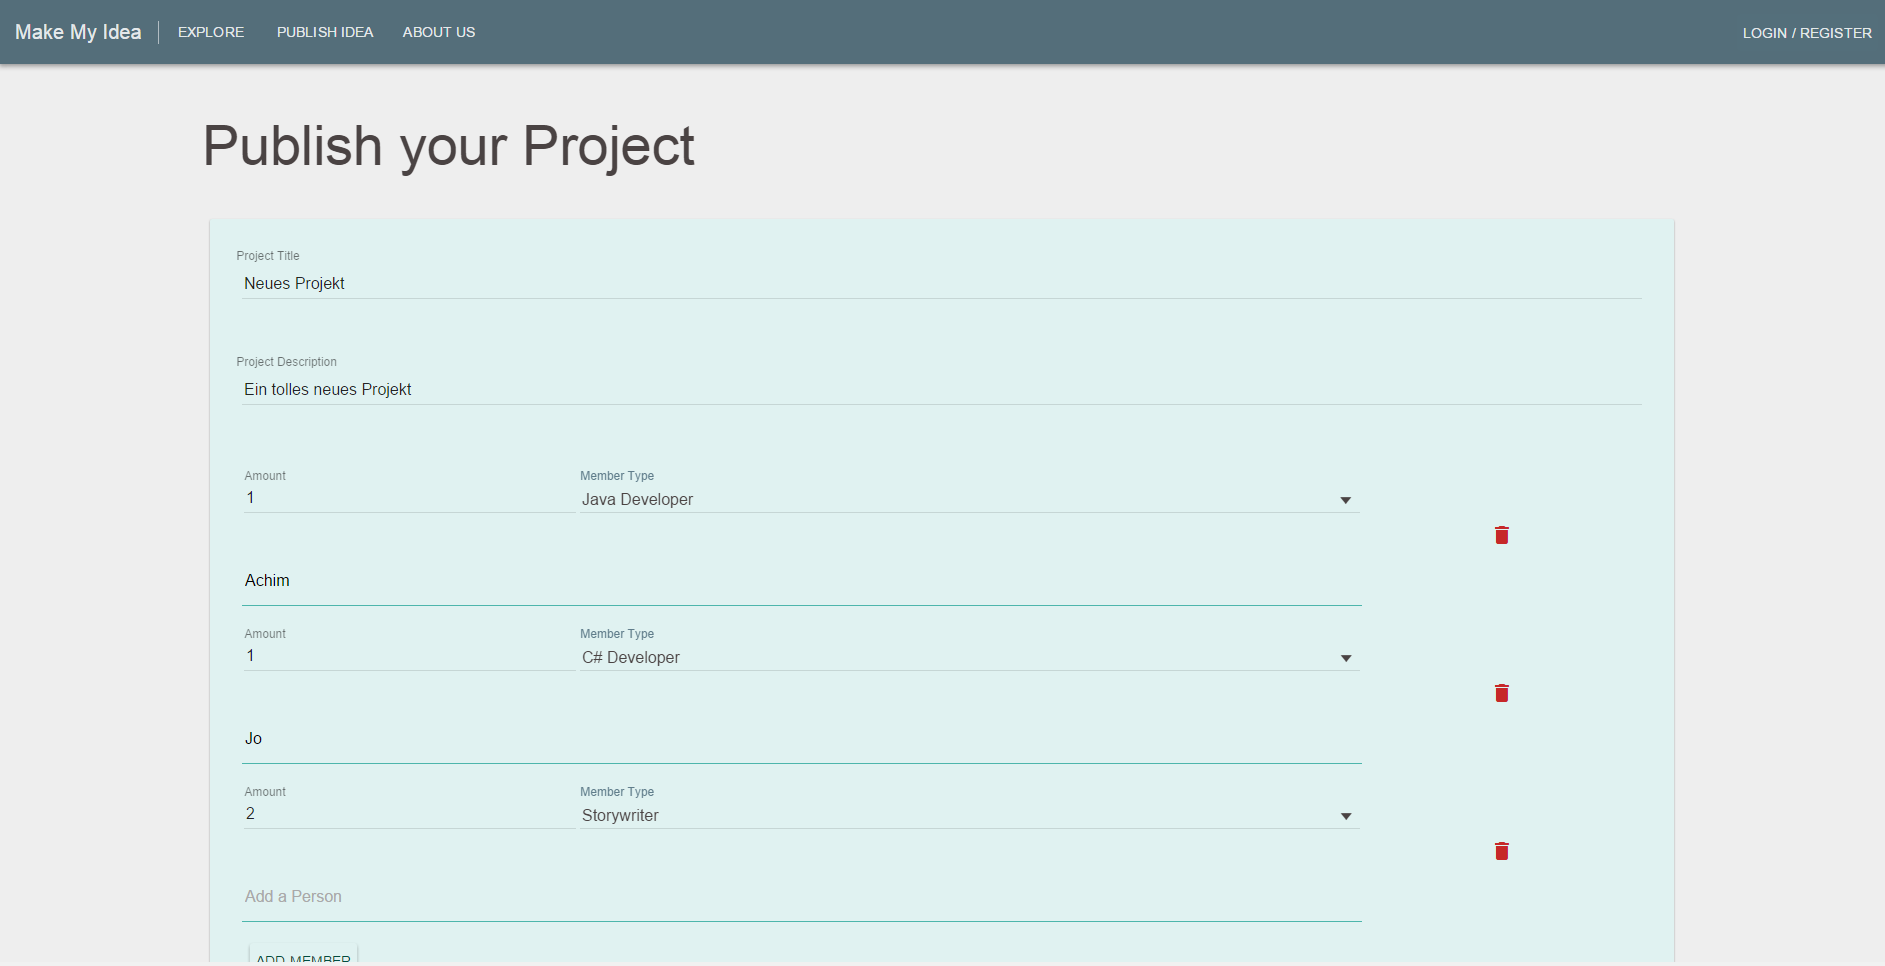 Make My Idea EXPLORE PUBLISH IDEA ABOUT US LOGIN / REGISTER
Publish your Project
Project Title
Neues Projekt
Project Description
Ein tolles neues Projekt
Amount Member Type
1 Java Developer
Achim
Amount Member Type
1 C# Developer
Jo
Amount Member Type
2 Storywriter
Add a Person
ADD MEMBER